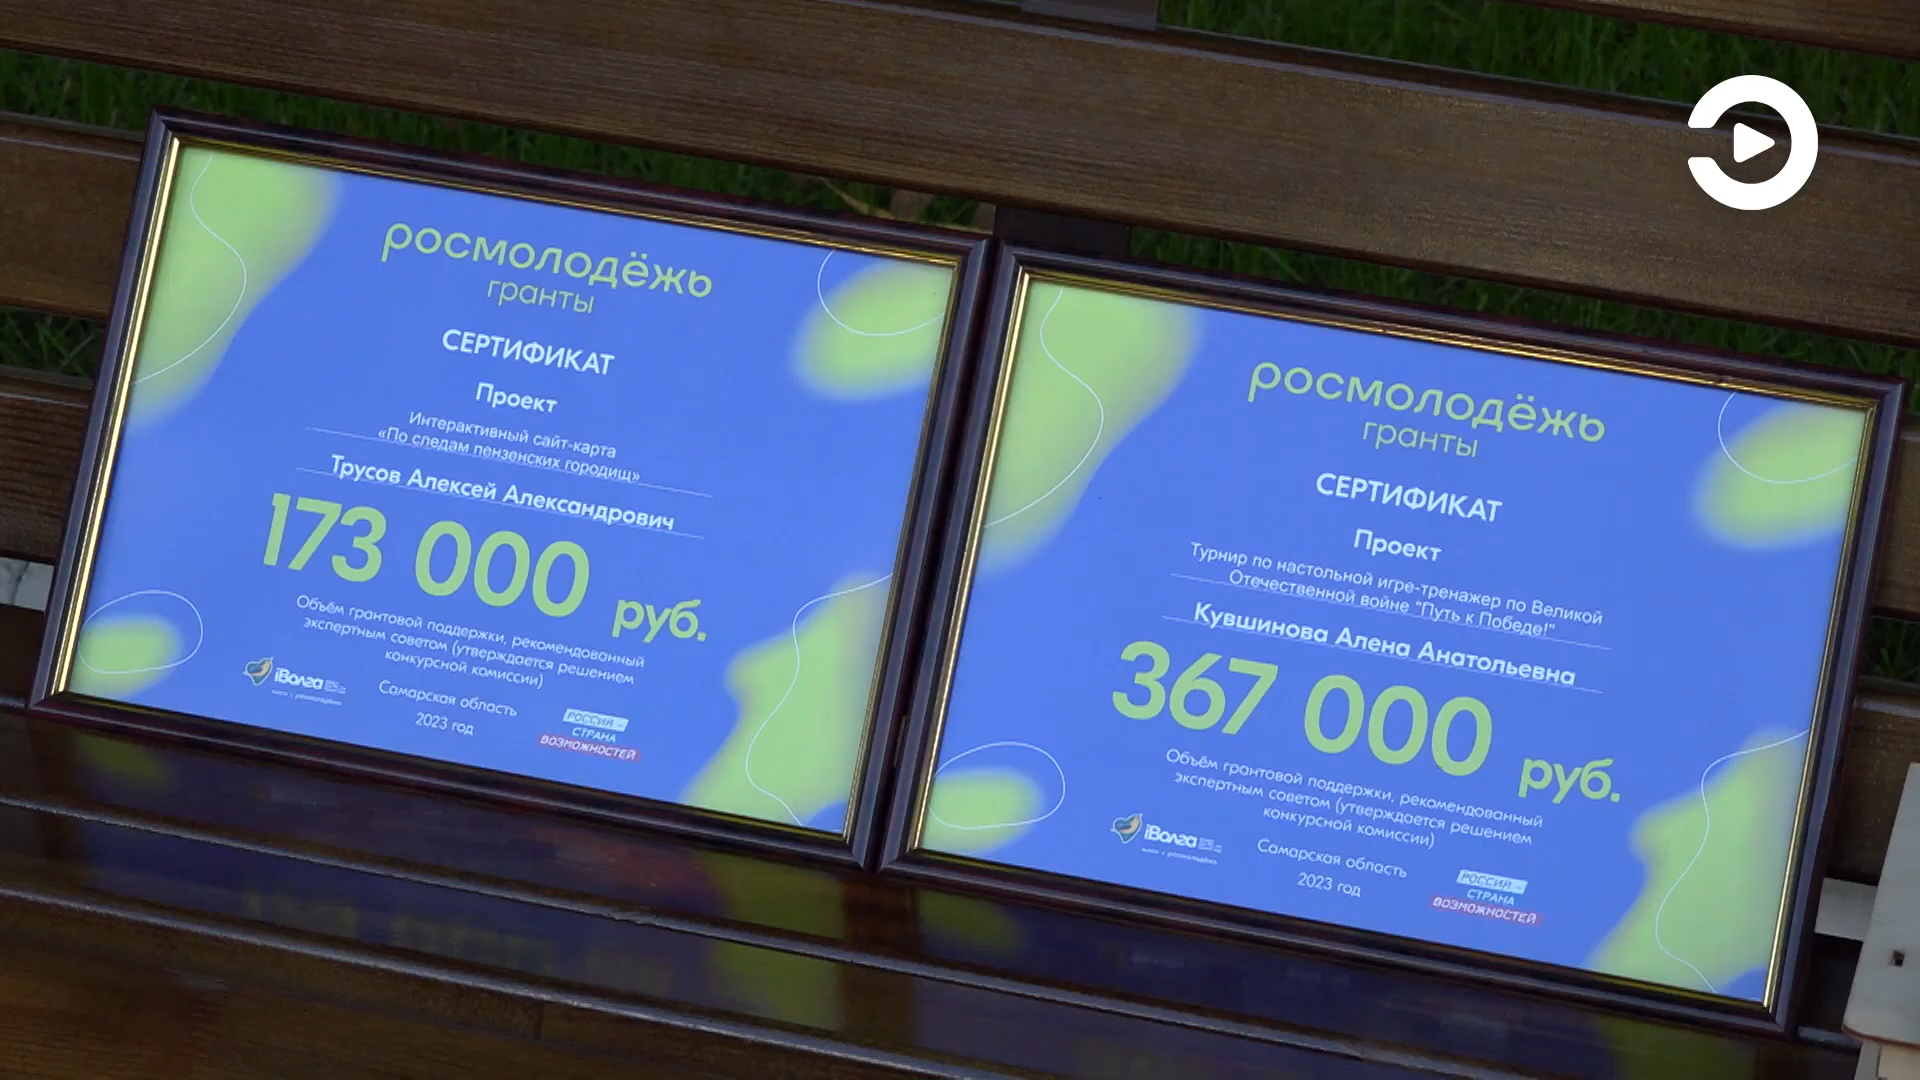 росмолодёжь
гранты
СЕРТИФИКАТ
Проект
Интерактивный сайт-карта
«По следам пензенских городищ»
Трусов Алексей Александрович
173 000 руб.
Объём грантовой поддержки, рекомендованный
экспертным советом (утверждается решением
конкурсной комиссии)
iВолга
Самарская область
2023 год
РОССИЯ –
СТРАНА
ВОЗМОЖНОСТЕЙ
росмолодёжь
гранты
СЕРТИФИКАТ
Проект
Турнир по настольной игре-тренажер по Великой
Отечественной войне "Путь к Победе!"
Кувшинова Алена Анатольевна
367 000 руб.
Объём грантовой поддержки, рекомендованный
экспертным советом (утверждается решением
конкурсной комиссии)
iВолга
Самарская область
2023 год
РОССИЯ –
СТРАНА
ВОЗМОЖНОСТЕЙ